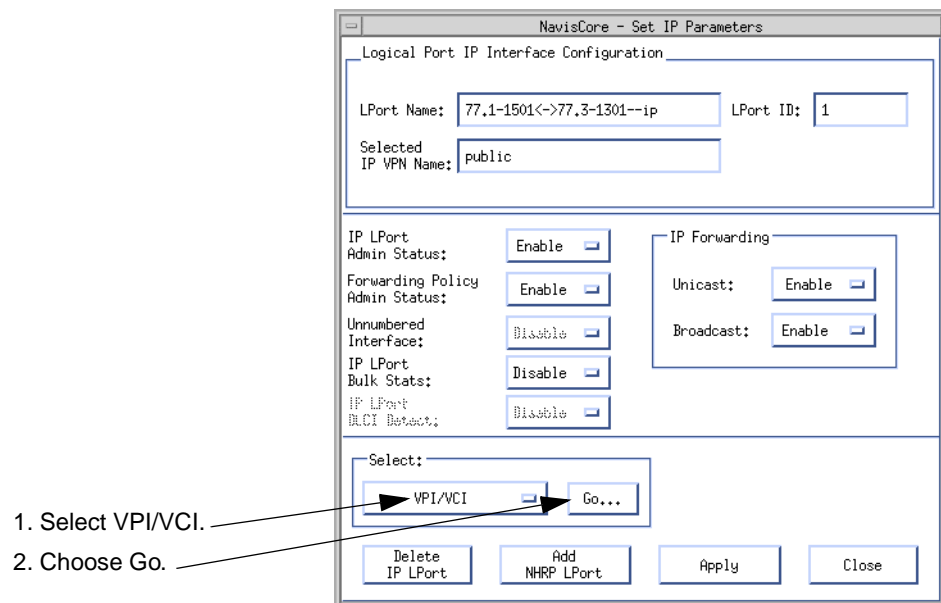 NavisCore - Set IP Parameters
Logical Port IP Interface Configuration
LPort Name: 77.1-1501<->77.3-1301--ip LPort ID: 1
Selected
IP VPN Name: public
IP LPort
Admin Status: Enable
Forwarding Policy
Admin Status: Enable
Unnumbered
Interface: Disable
IP LPort
Bulk Stats: Disable
IP LPort
DLCI Detect: Disable
IP Forwarding
Unicast: Enable
Broadcast: Enable
Select:
VPI/VCI Go...
1. Select VPI/VCI.
2. Choose Go.
Delete
IP LPort
Add
NHRP LPort
Apply
Close